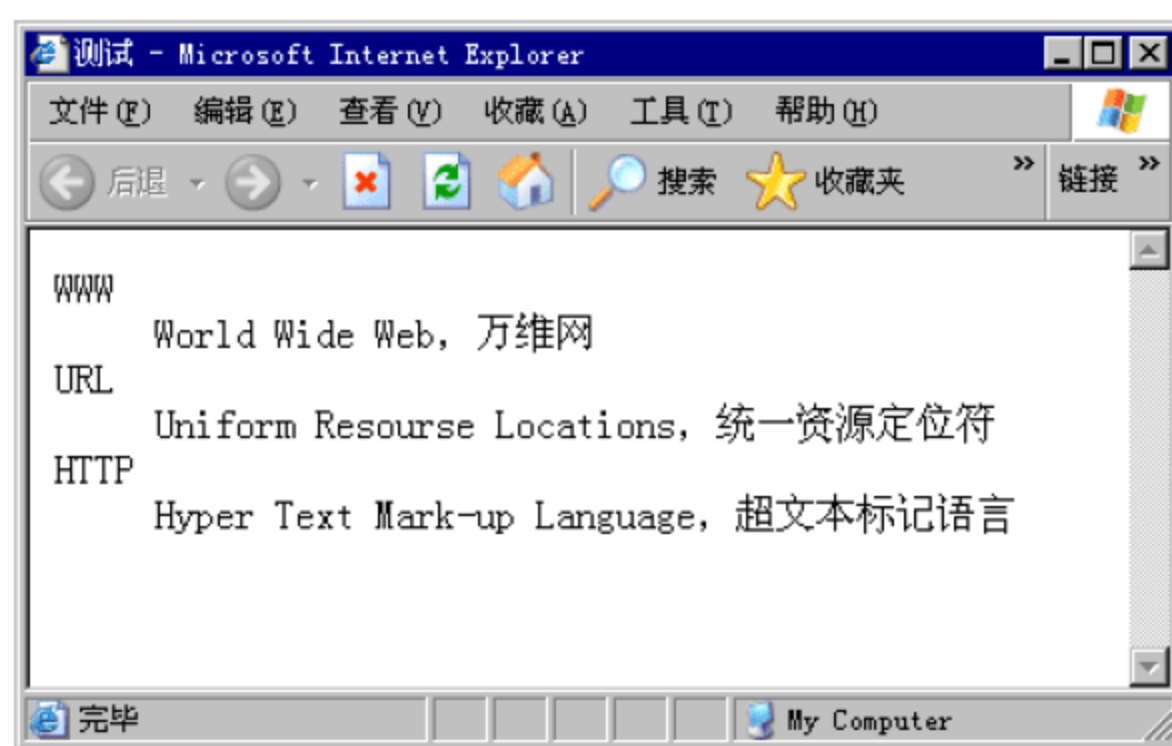 测试 - Microsoft Internet Explorer
文件(F) 编辑(E) 查看(V) 收藏(A) 工具(T) 帮助(H)
后退 搜索 收藏夹 » 链接 »
WWW
World Wide Web，万维网
URL
Uniform Resourse Locations，统一资源定位符
HTTP
Hyper Text Mark-up Language，超文本标记语言
完毕 My Computer